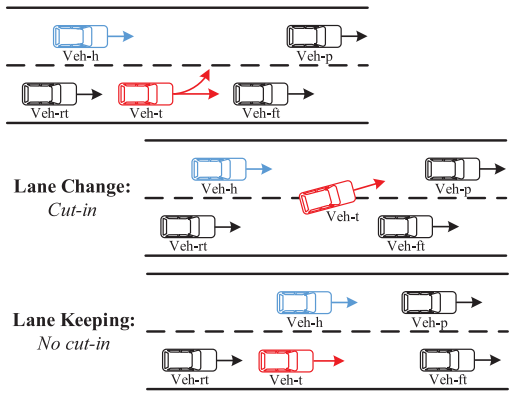 Veh-h
Veh-p
Veh-rt
Veh-t
Veh-ft
Lane Change:
Cut-in
Veh-h
Veh-p
Veh-t
Veh-rt
Veh-ft
Lane Keeping:
No cut-in
Veh-h
Veh-p
Veh-rt
Veh-t
Veh-ft